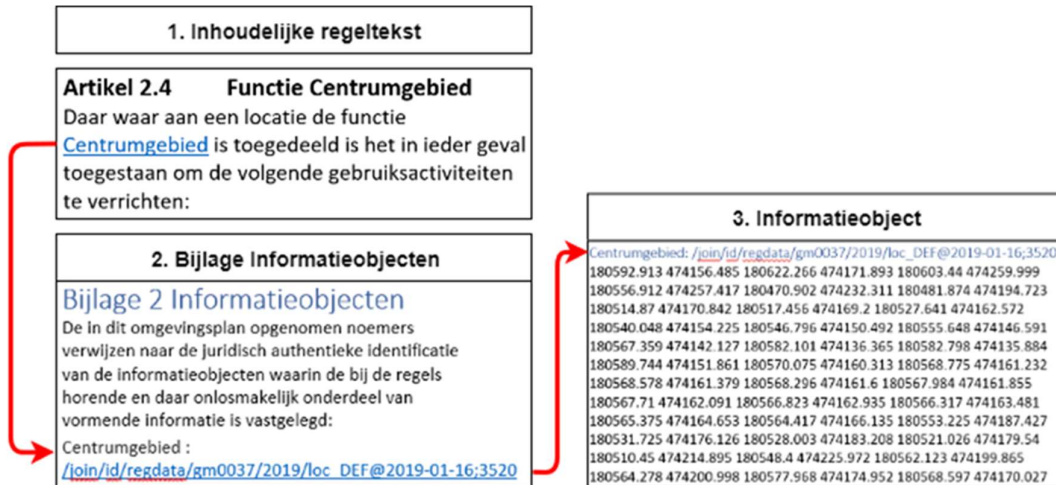 1. Inhoudelijke regeltekst
Artikel 2.4 Functie Centrumgebied
Daar waar aan een locatie de functie
Centrumgebied is toegedeeld is het in ieder geval
toegestaan om de volgende gebruiksactiviteiten
te verrichten:
2. Bijlage Informatieobjecten
Bijlage 2 Informatieobjecten
De in dit omgevingsplan opgenomen noemers
verwijzen naar de juridisch authentieke identificatie
van de informatieobjecten waarin de bij de regels
horende en daar onlosmakelijk onderdeel van
vormende informatie is vastgelegd:
Centrumgebied :
/join/id/regdata/gm0037/2019/loc_DEF@2019-01-16;3520
3. Informatieobject
Centrumgebied: /join/id/regdata/gm0037/2019/loc_DEF@2019-01-16;3520
180592.913 474156.485 180622.266 474171.893 180603.44 474259.999
180556.912 474257.417 180470.902 474232.311 180481.874 474194.723
180514.87 474170.842 180517.456 474169.2 180527.641 474162.572
180540.048 474154.225 180546.796 474150.492 180555.648 474146.591
180567.359 474142.127 180582.101 474136.365 180582.798 474135.884
180589.744 474151.861 180570.075 474160.313 180568.775 474161.232
180568.578 474161.379 180568.296 474161.6 180567.984 474161.855
180567.71 474162.091 180566.823 474162.935 180566.317 474163.481
180565.375 474164.653 180564.417 474166.135 180553.225 474187.427
180531.725 474176.126 180528.003 474183.208 180521.026 474179.54
180510.45 474214.895 180548.4 474225.972 180562.123 474199.865
180564.278 474200.998 180577.968 474174.952 180568.597 474170.027